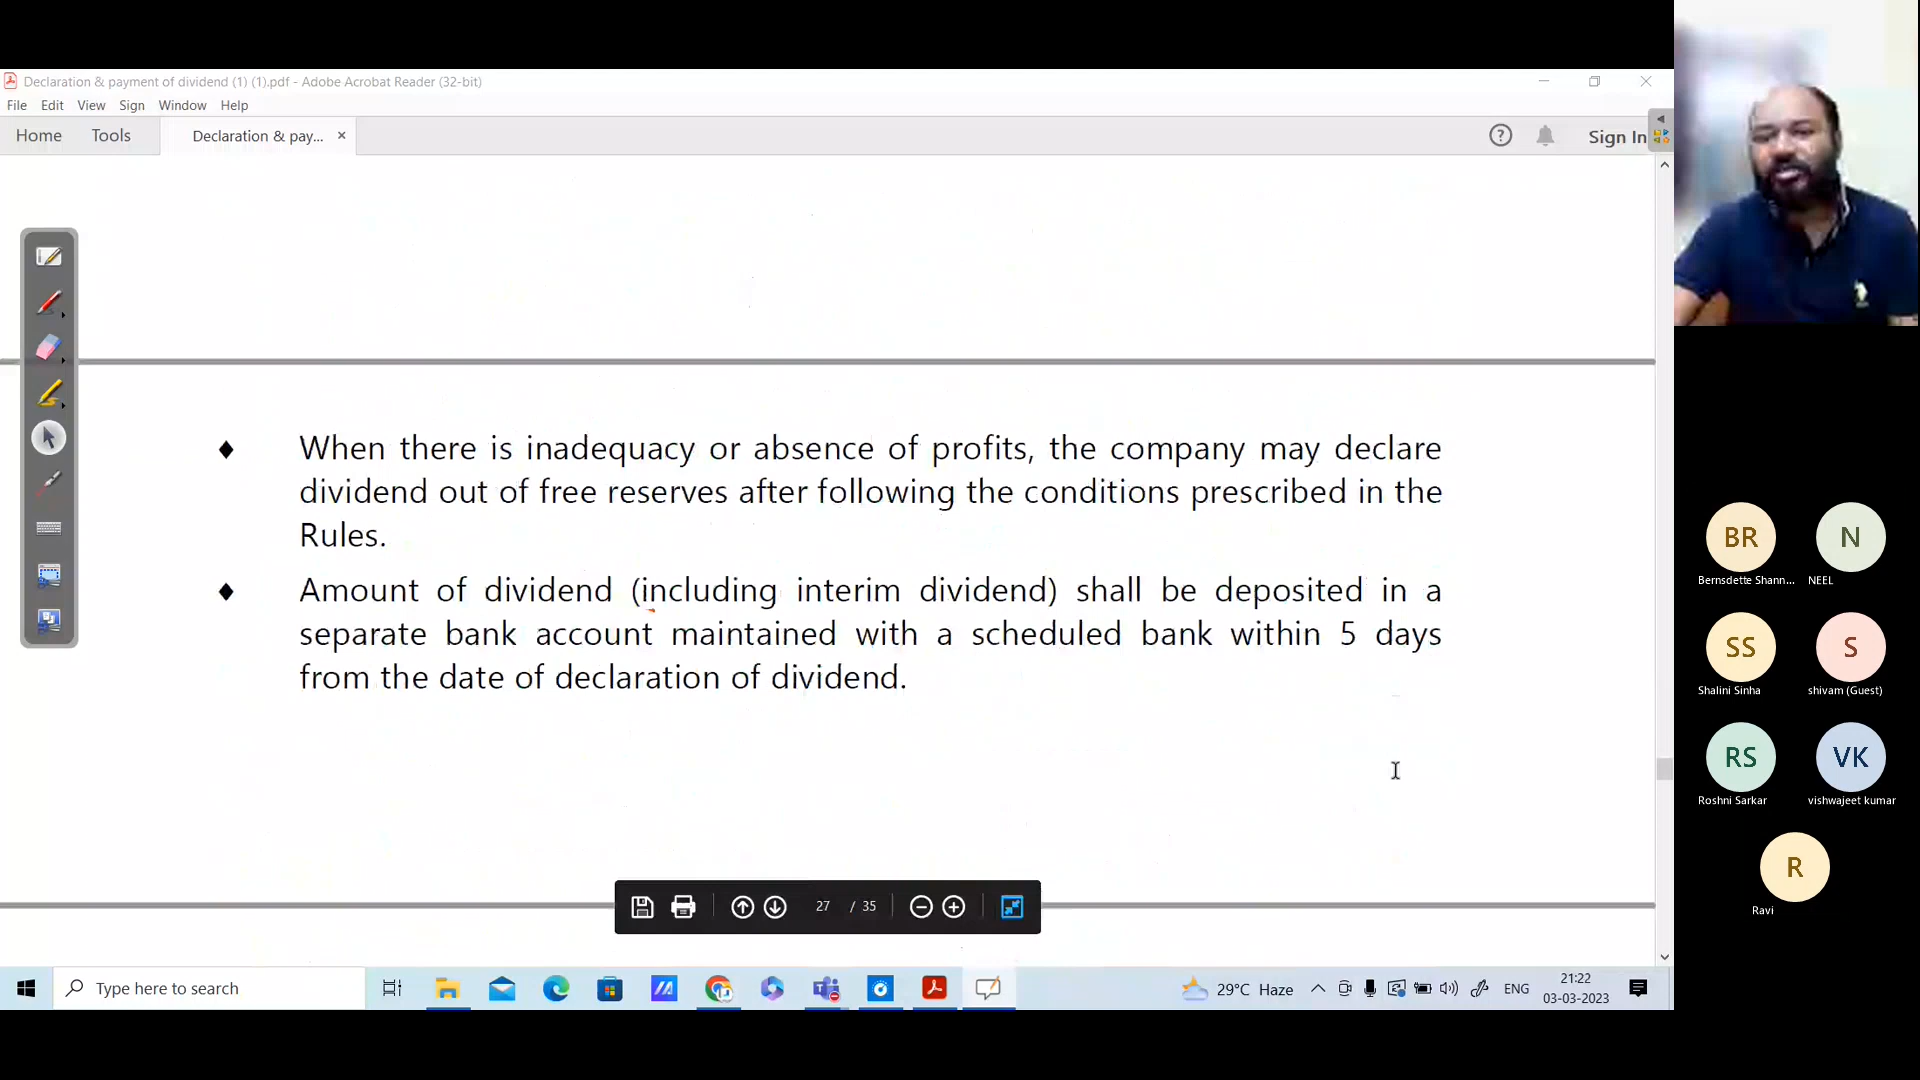 Declaration & payment of dividend (1) (1).pdf - Adobe Acrobat Reader (32-bit)
File Edit View Sign Window Help
Home Tools Declaration & pay... × Sign In
♦ When there is inadequacy or absence of profits, the company may declare
dividend out of free reserves after following the conditions prescribed in the
Rules.
♦ Amount of dividend (including interim dividend) shall be deposited in a
separate bank account maintained with a scheduled bank within 5 days
from the date of declaration of dividend.
27 / 35
Type here to search
29°C Haze
ENG
21:22
03-03-2023
BR N
Bernsdette Shann... NEEL
SS S
Shalini Sinha shivam (Guest)
RS VK
Roshni Sarkar vishwajeet kumar
R
Ravi